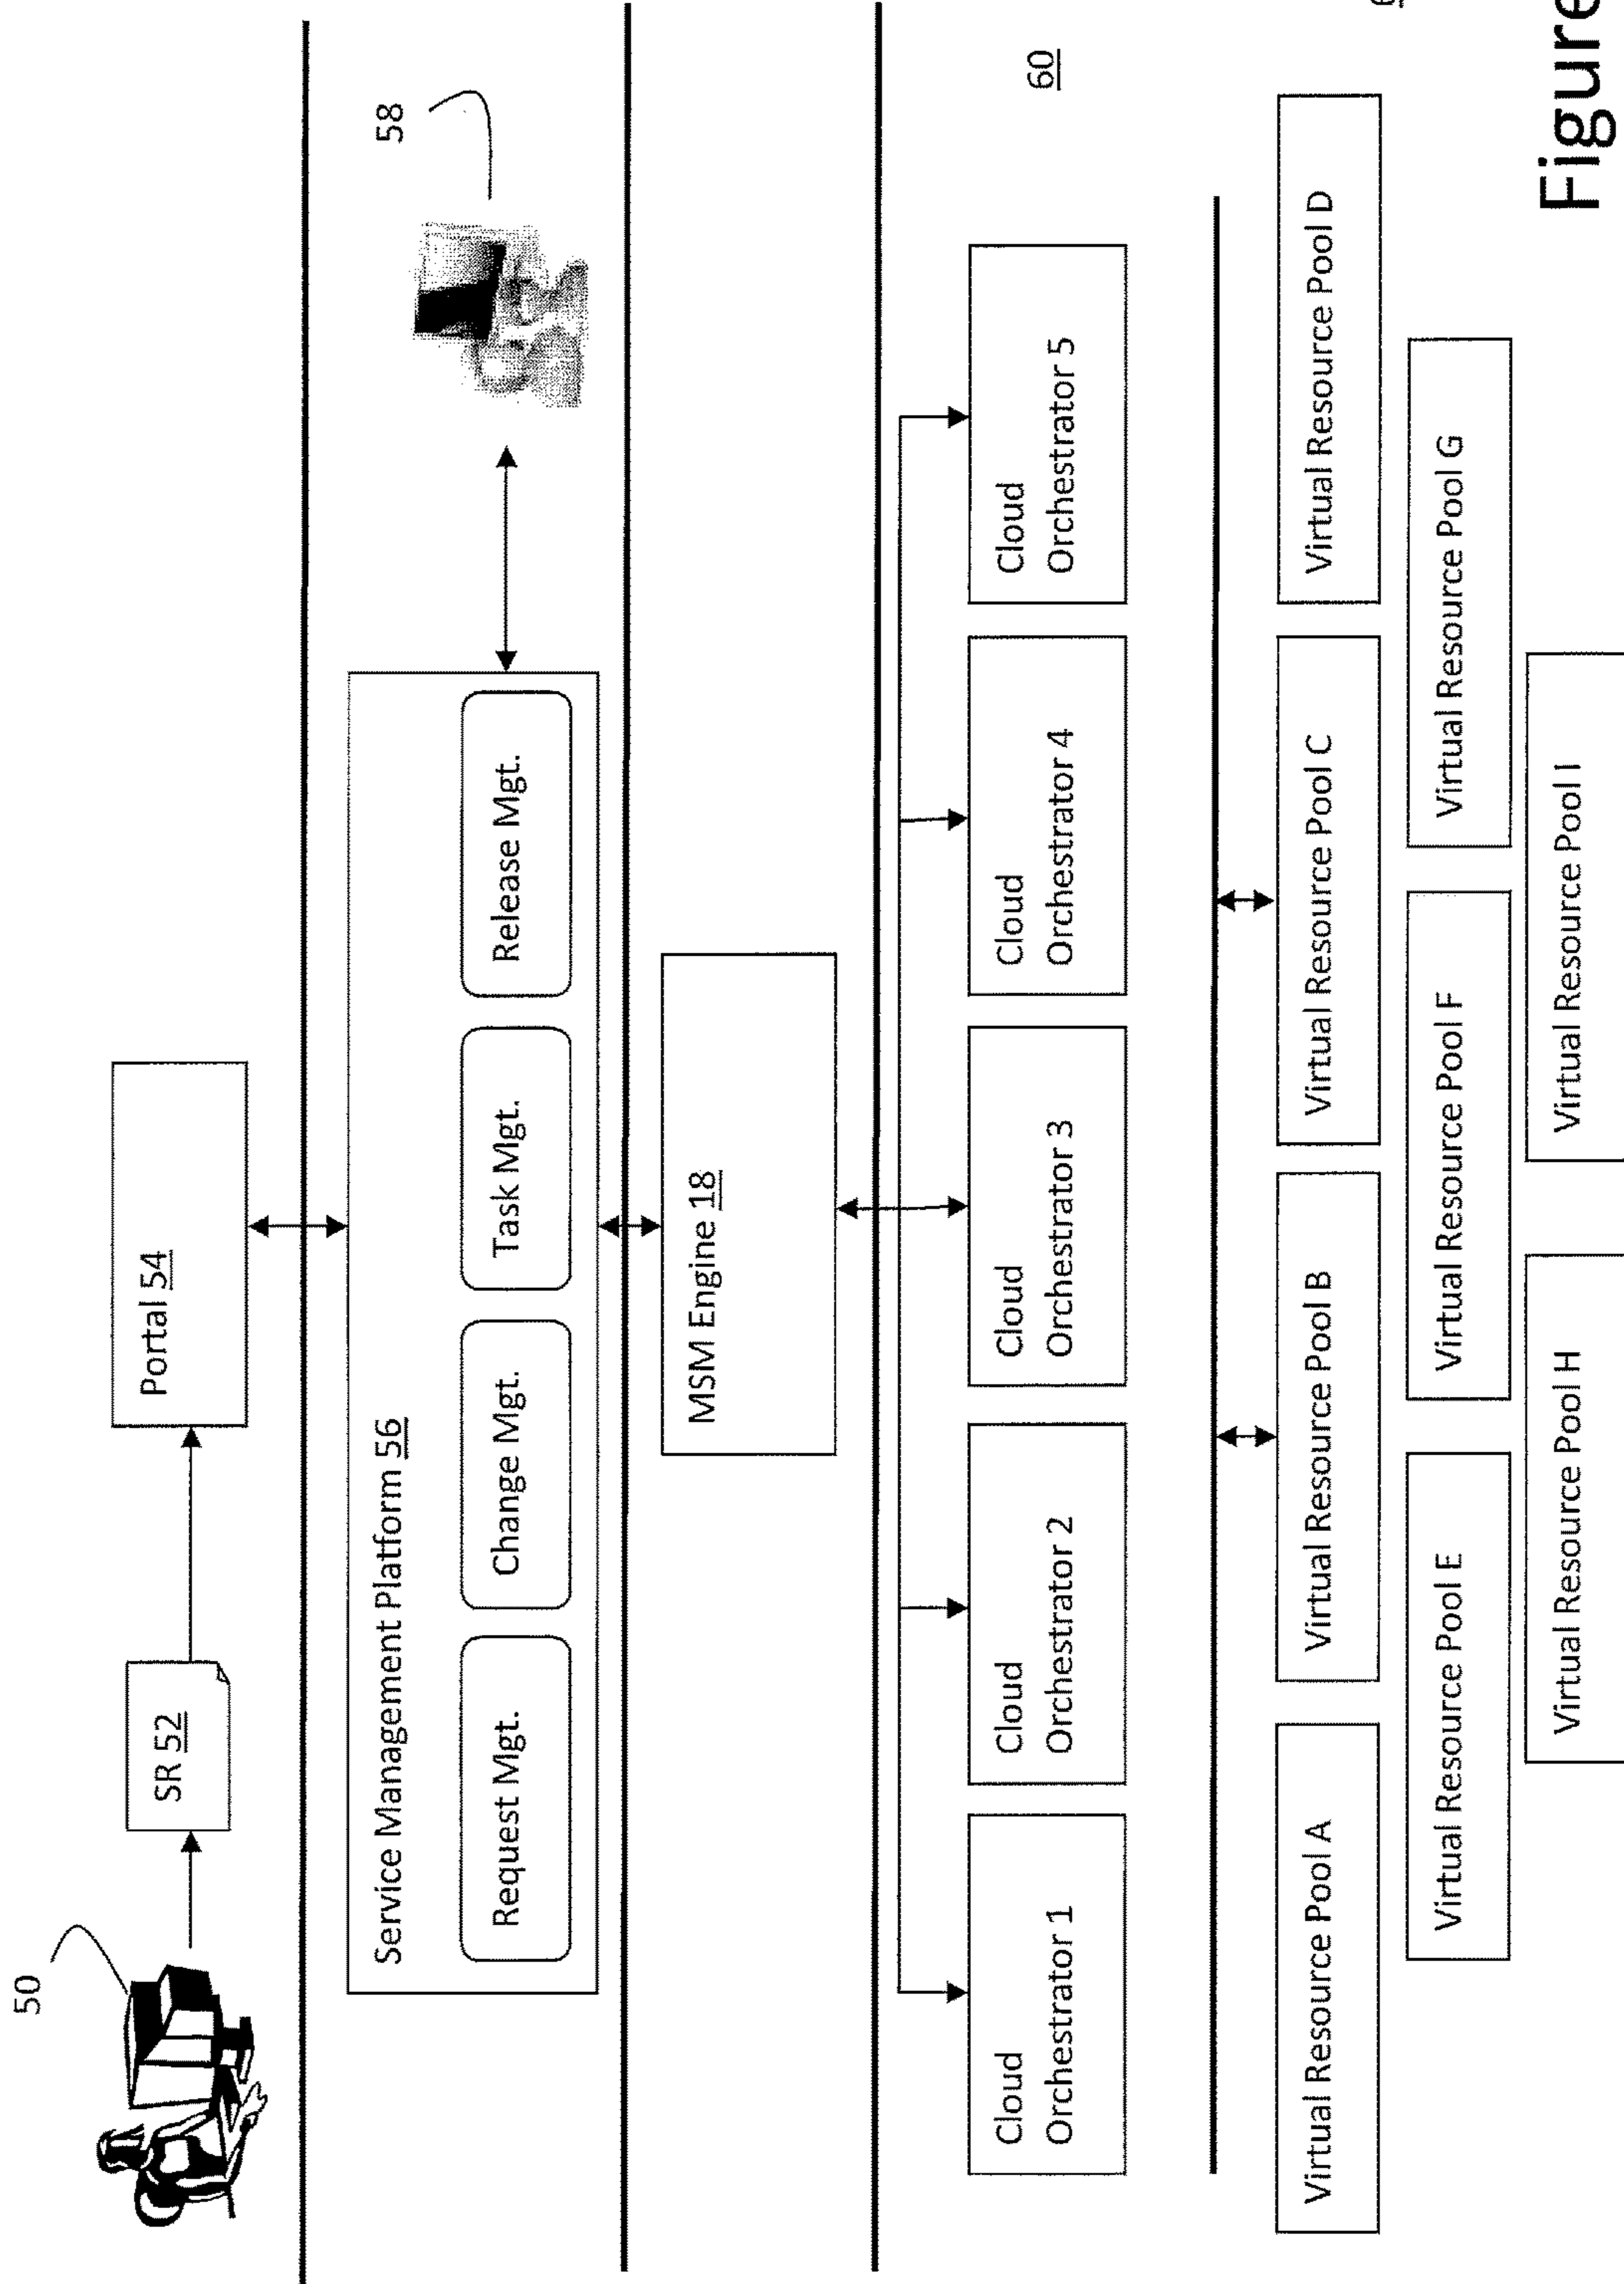 50
SR 52
Portal 54
Service Management Platform 56
Request Mgt.
Change Mgt.
Task Mgt.
Release Mgt.
58
MSM Engine 18
Cloud
Orchestrator 1
Cloud
Orchestrator 2
Cloud
Orchestrator 3
Cloud
Orchestrator 4
Cloud
Orchestrator 5
60
Virtual Resource Pool A
Virtual Resource Pool B
Virtual Resource Pool C
Virtual Resource Pool D
Virtual Resource Pool E
Virtual Resource Pool F
Virtual Resource Pool G
Virtual Resource Pool H
Virtual Resource Pool I
Figure